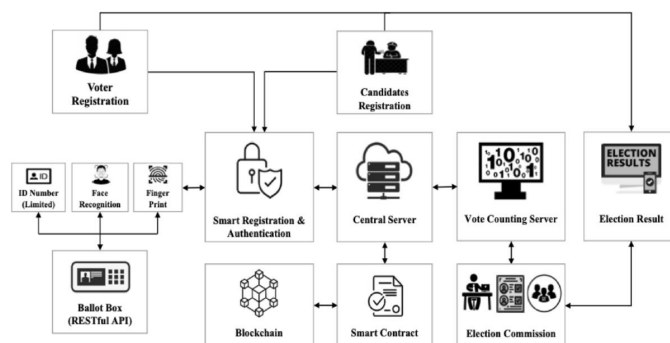 Voter
Registration
Candidates
Registration
ID Number
(Limited)
Face
Recognition
Finger
Print
Smart Registration &
Authentication
Central Server
Vote Counting Server
ELECTION
RESULTS
Election Result
Ballot Box
(RESTful API)
Blockchain
Smart Contract
Election Commission